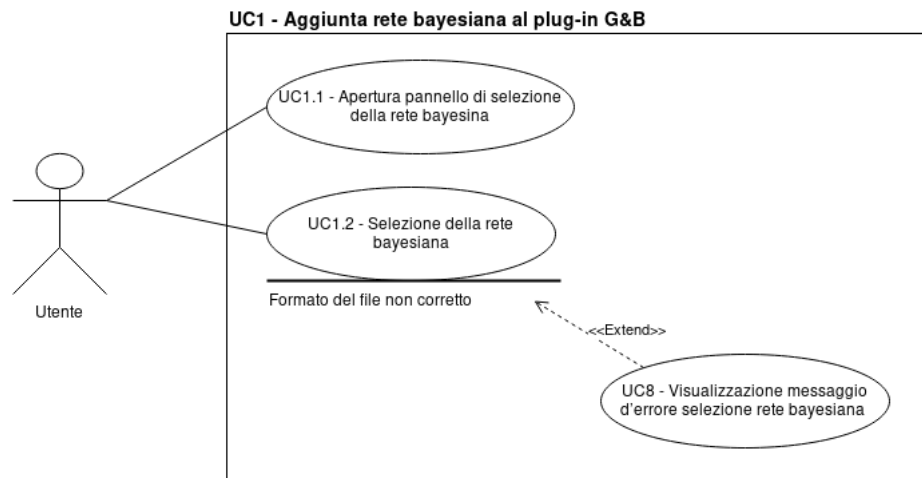 UC1 - Aggiunta rete bayesiana al plug-in G&B
UC1.1 - Apertura pannello di selezione
della rete bayesina
UC1.2 - Selezione della rete
bayesiana
Formato del file non corretto
Utente
<<Extend>>
UC8 - Visualizzazione messaggio
d'errore selezione rete bayesiana